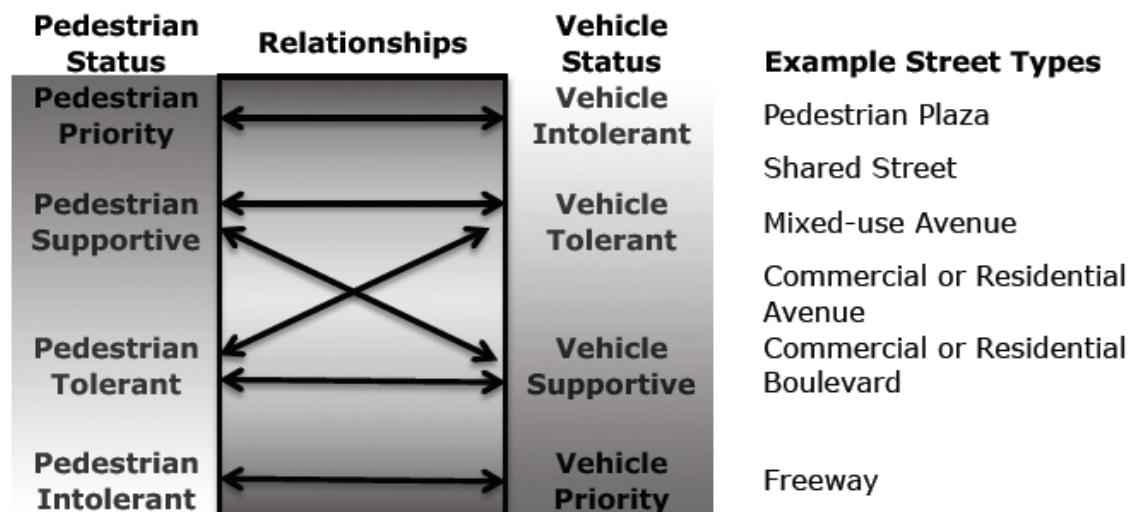 Pedestrian
Status
Relationships
Vehicle
Status
Example Street Types
Pedestrian
Priority
Vehicle
Intolerant
Pedestrian Plaza
Shared Street
Pedestrian
Supportive
Vehicle
Tolerant
Mixed-use Avenue
Commercial or Residential
Avenue
Pedestrian
Tolerant
Vehicle
Supportive
Commercial or Residential
Boulevard
Pedestrian
Intolerant
Vehicle
Priority
Freeway